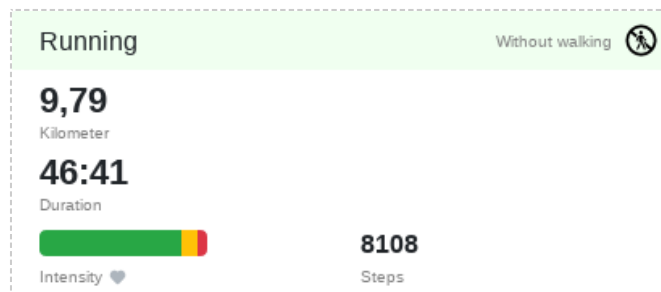 Running
Without walking
9,79
Kilometer
46:41
Duration
8108
Intensity
Steps